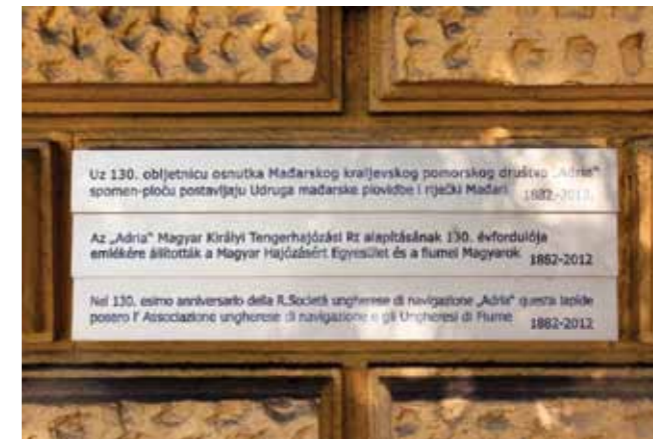 Uz 130. obljetnicu osnutka Mađarskog kraljevskog pomorskog društva „Adria“
spomen-ploču postavljaju Udruga mađarske plovidbe i riječki Mađari
1882-2012.
Az „Adria“ Magyar Királyi Tengerhajózási Rt alapításának 130. évfordulója
emlékére állították a Magyar Hajózásért Egyesület és a fiumei Magyarok
1882-2012
Nel 130. esimo anniversario della R.Società ungherese di navigazione „Adria“ questa lapide
posero l' Associazione ungherese di navigazione e gli Ungheresi di Fiume
1882-2012